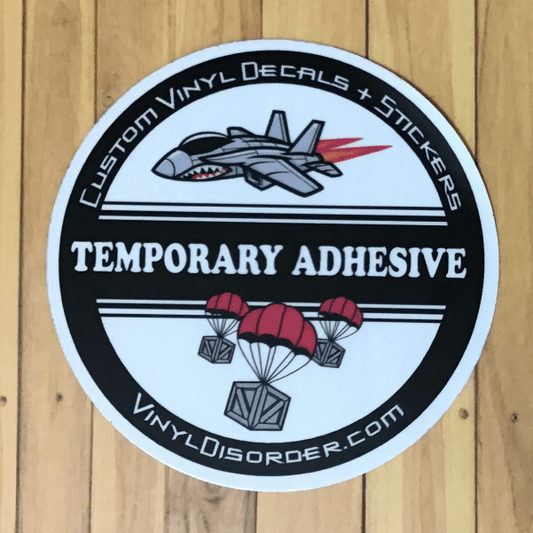 Custom Vinyl Decals + Stickers
TEMPORARY ADHESIVE
VinylDisorder.com